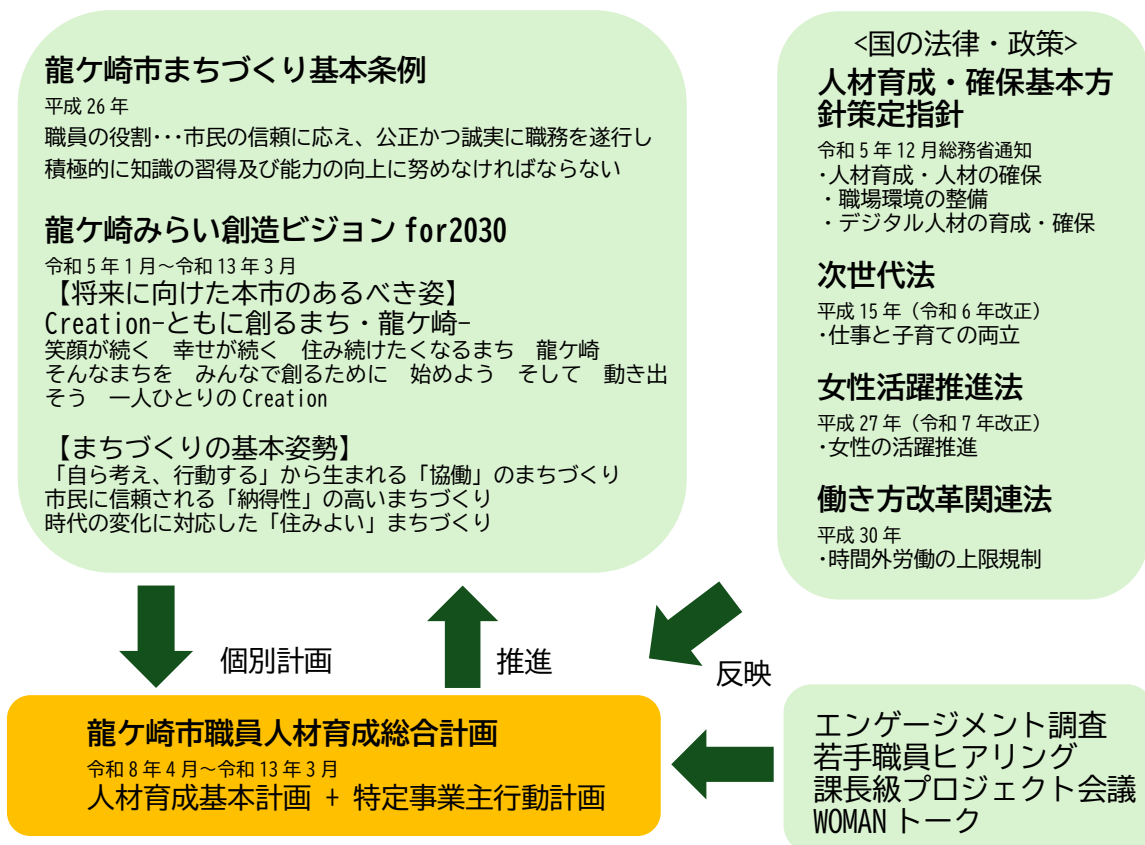 龍ケ崎市まちづくり基本条例
平成26年
職員の役割･･･市民の信頼に応え、公正かつ誠実に職務を遂行し
積極的に知識の習得及び能力の向上に努めなければならない
龍ケ崎みらい創造ビジョン for2030
令和5年1月～令和13年3月
【将来に向けた本市のあるべき姿】
Creation-ともに創るまち・龍ケ崎-
笑顔が続く　幸せが続く　住み続けたくなるまち　龍ケ崎
そんなまちを　みんなで創るために　始めよう　そして　動き出
そう　一人ひとりのCreation
【まちづくりの基本姿勢】
「自ら考え、行動する」から生まれる「協働」のまちづくり
市民に信頼される「納得性」の高いまちづくり
時代の変化に対応した「住みよい」まちづくり
<国の法律・政策>
人材育成・確保基本方
針策定指針
令和5年12月総務省通知
･人材育成・人材の確保
・職場環境の整備
・デジタル人材の育成・確保
次世代法
平成15年（令和6年改正）
･仕事と子育ての両立
女性活躍推進法
平成27年（令和7年改正）
･女性の活躍推進
働き方改革関連法
平成30年
･時間外労働の上限規制
個別計画
推進
反映
龍ケ崎市職員人材育成総合計画
令和8年4月～令和13年3月
人材育成基本計画 + 特定事業主行動計画
エンゲージメント調査
若手職員ヒアリング
課長級プロジェクト会議
WOMANトーク